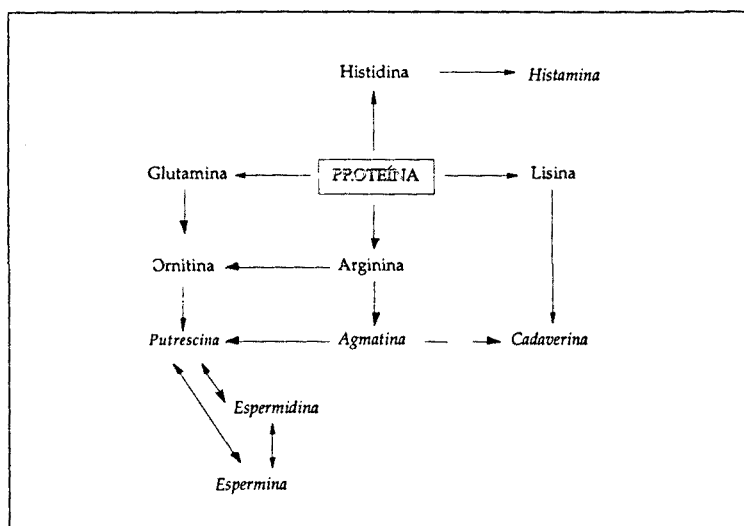 Histidina Histamina
Glutamina PROTEÍNA Lisina
Ornitina Arginina
Putrescina Agmatina Cadaverina
Espermidina
Espermina